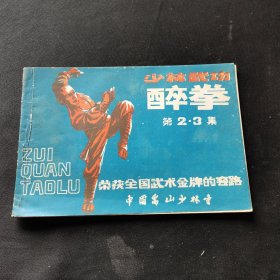 少林武功
醉拳
第2·3集
ZUI
QUAN
TAOLU
荣获全国武术金牌的套路
中国嵩山少林寺